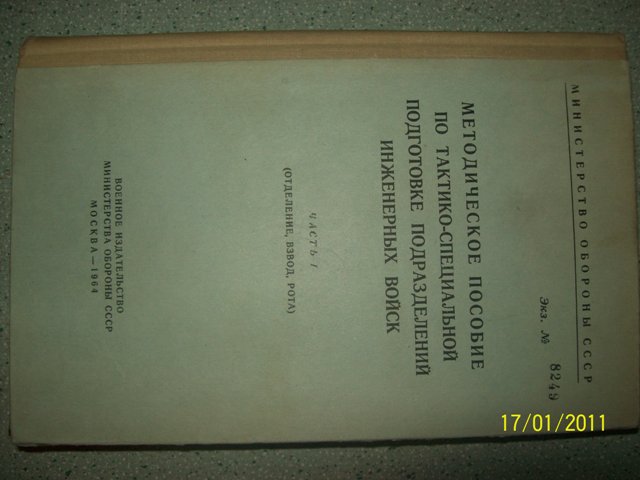 МИНИСТЕРСТВО ОБОРОНЫ СССР
Экз. № 8249
МЕТОДИЧЕСКОЕ ПОСОБИЕ
ПО ТАКТИКО-СПЕЦИАЛЬНОЙ
ПОДГОТОВКЕ ПОДРАЗДЕЛЕНИЙ
ИНЖЕНЕРНЫХ ВОЙСК
ЧАСТЬ I
(ОТДЕЛЕНИЕ, ВЗВОД, РОТА)
ВОЕННОЕ ИЗДАТЕЛЬСТВО
МИНИСТЕРСТВА ОБОРОНЫ СССР
МОСКВА — 1964
17/01/2011